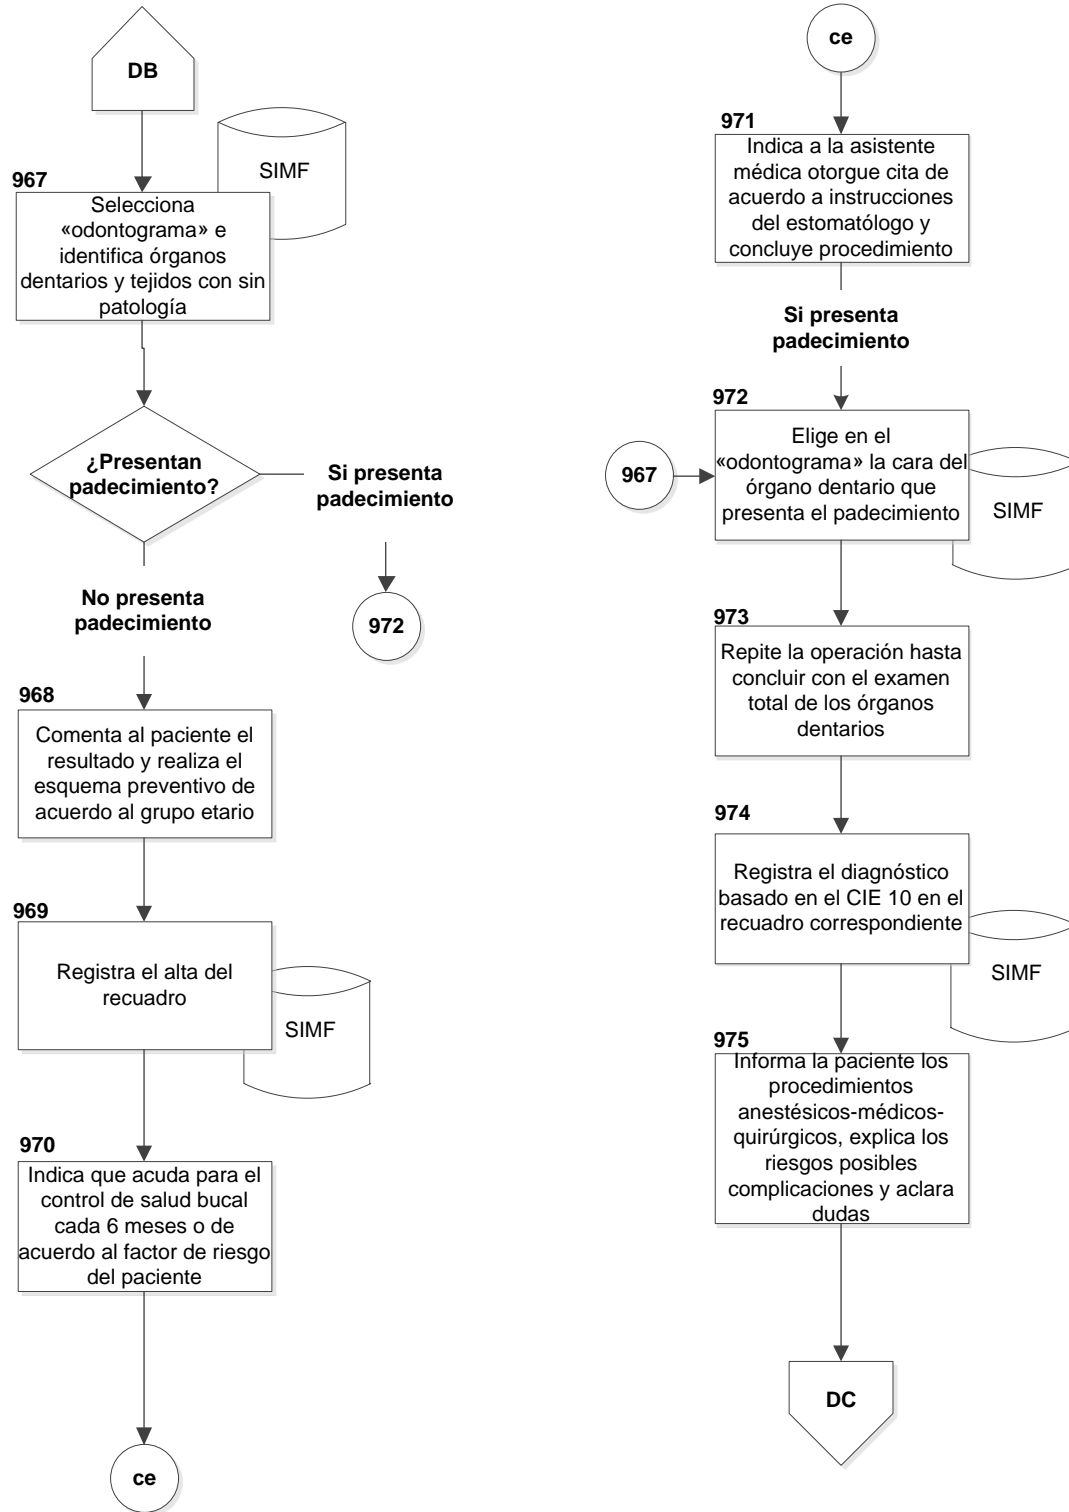 DB
SIMF
967
Selecciona
«odontograma» e
identifica órganos
dentarios y tejidos con sin
patología
¿Presentan
padecimiento?
Si presenta
padecimiento
No presenta
padecimiento
972
968
Comenta al paciente el
resultado y realiza el
esquema preventivo de
acuerdo al grupo etario
969
Registra el alta del
recuadro
SIMF
970
Indica que acuda para el
control de salud bucal
cada 6 meses o de
acuerdo al factor de riesgo
del paciente
ce
ce
971
Indica a la asistente
médica otorgue cita de
acuerdo a instrucciones
del estomatólogo y
concluye procedimiento
Si presenta
padecimiento
972
967
Elige en el
«odontograma» la cara del
órgano dentario que
presenta el padecimiento
SIMF
973
Repite la operación hasta
concluir con el examen
total de los órganos
dentarios
974
Registra el diagnóstico
basado en el CIE 10 en el
recuadro correspondiente
SIMF
975
Informa la paciente los
procedimientos
anestésicos-médicos-
quirúrgicos, explica los
riesgos posibles
complicaciones y aclara
dudas
DC